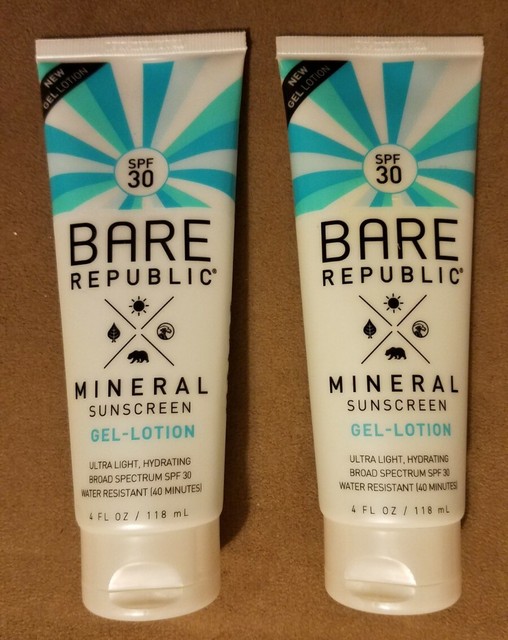 NEW
GEL LOTION
SPF
30
BARE
REPUBLIC®
MINERAL
SUNSCREEN
GEL-LOTION
ULTRA LIGHT, HYDRATING
BROAD SPECTRUM SPF 30
WATER RESISTANT (40 MINUTES)
4 FL OZ / 118 mL
NEW
GEL LOTION
SPF
30
BARE
REPUBLIC®
MINERAL
SUNSCREEN
GEL-LOTION
ULTRA LIGHT, HYDRATING
BROAD SPECTRUM SPF 30
WATER RESISTANT (40 MINUTES)
4 FL OZ / 118 mL